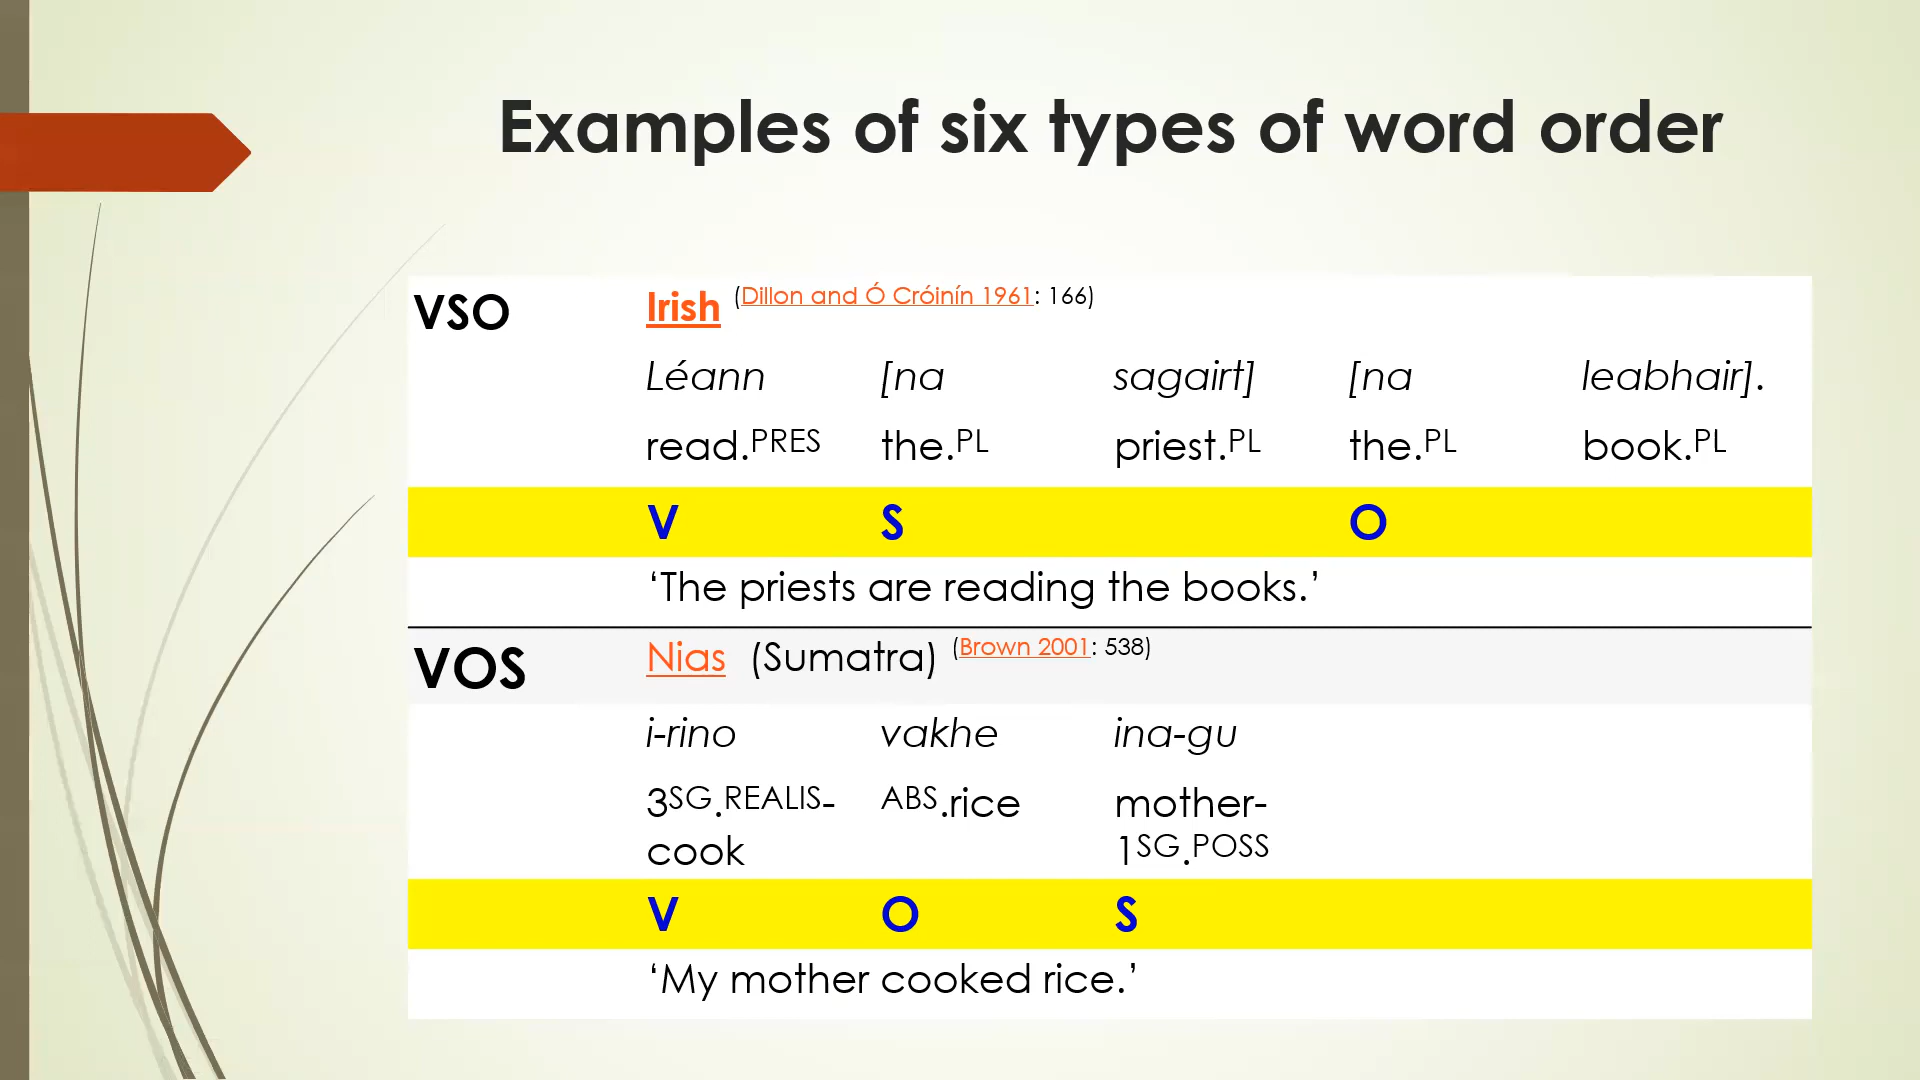 Examples of six types of word order
VSO Irish (Dillon and Ó Cróinín 1961: 166)
Léann [na sagairt] [na leabhair].
read.PRES the.PL priest.PL the.PL book.PL
V S O
‘The priests are reading the books.’
VOS Nias (Sumatra) (Brown 2001: 538)
i-rino vakhe ina-gu
3SG.REALIS- ABS.rice mother-
cook 1SG.POSS
V O S
‘My mother cooked rice.’